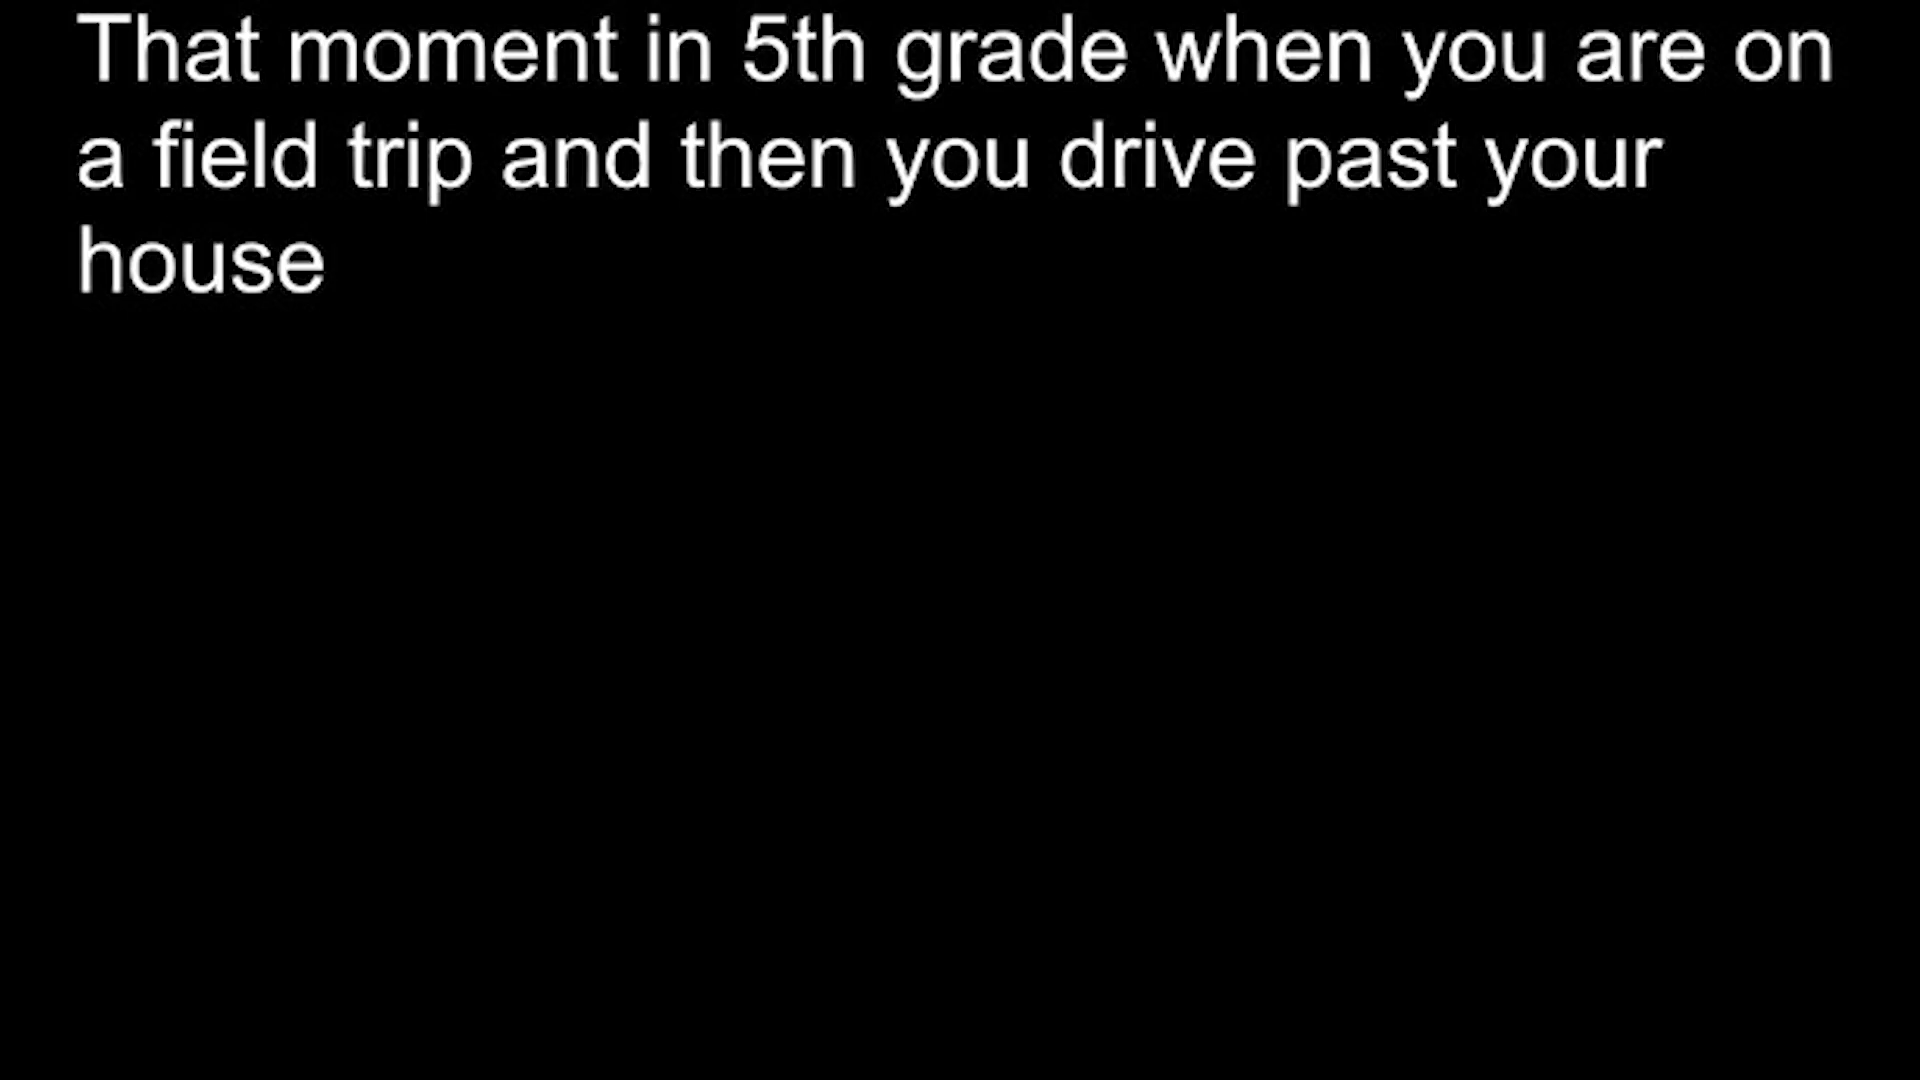 That moment in 5th grade when you are on
a field trip and then you drive past your
house